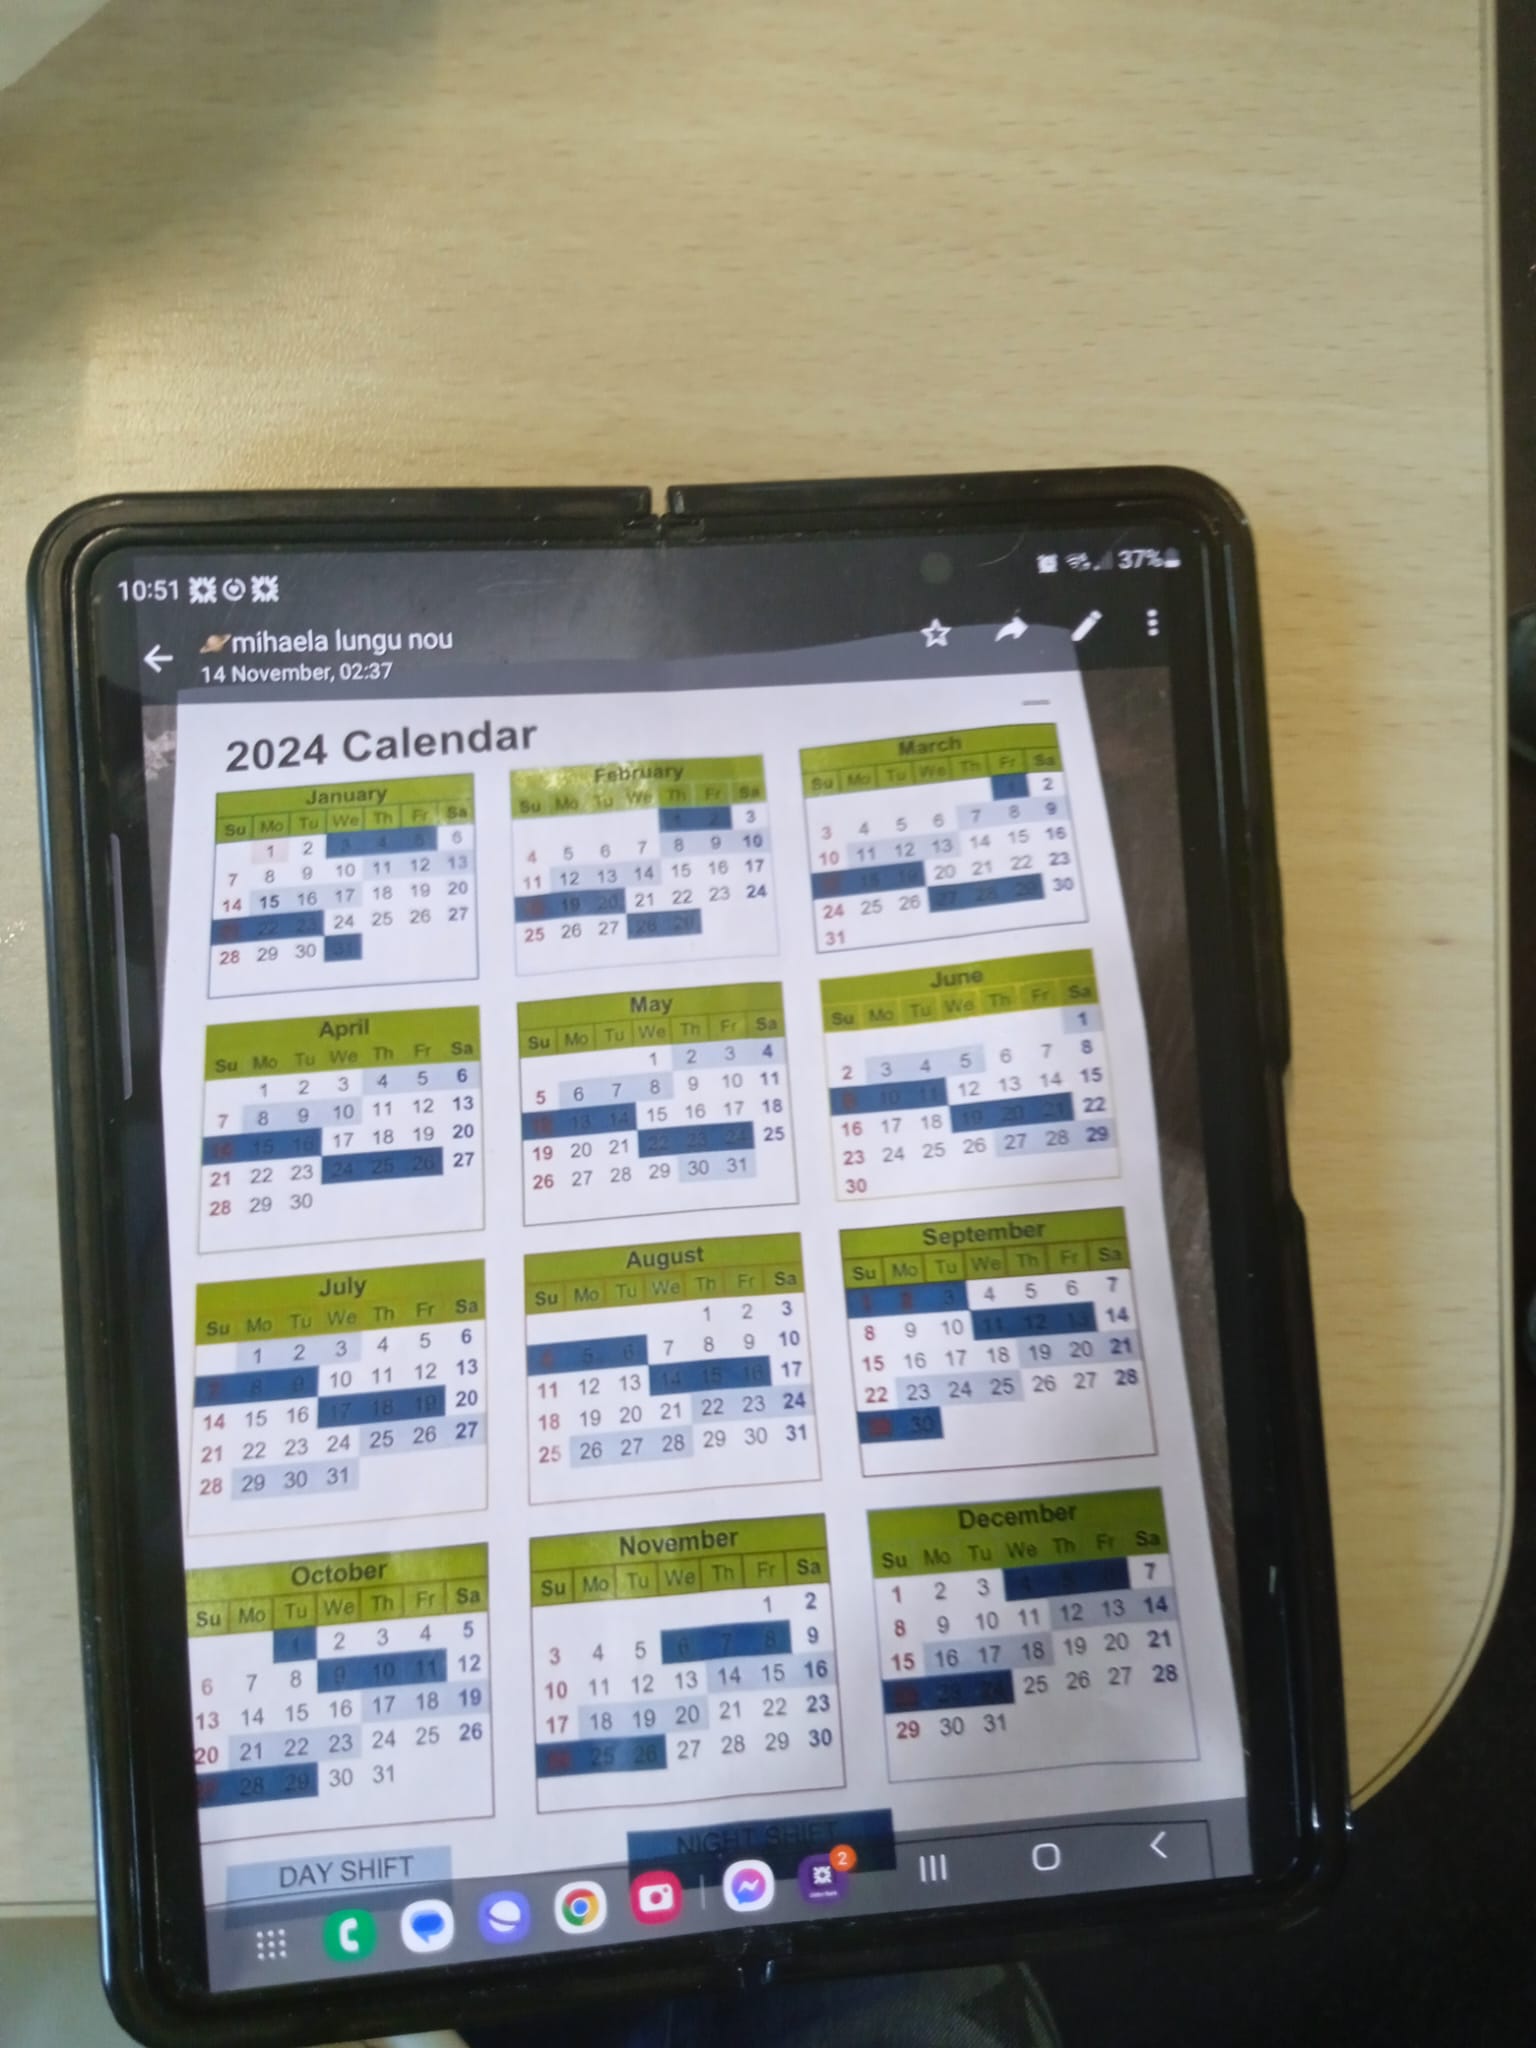 10:51
37%
mihaela lungu nou
14 November, 02:37
2024 Calendar
January
Su Mo Tu We Th Fr Sa
1 2 3 4 5 6
7 8 9 10 11 12 13
14 15 16 17 18 19 20
22 23 24 25 26 27
28 29 30 31
February
Su Mo Tu We Th Fr Sa
1 2 3
4 5 6 7 8 9 10
11 12 13 14 15 16 17
19 20 21 22 23 24
25 26 27 28 29
March
Su Mo Tu We Th Fr Sa
1 2
3 4 5 6 7 8 9
10 11 12 13 14 15 16
18 19 20 21 22 23
24 25 26 27 28 29 30
31
April
Su Mo Tu We Th Fr Sa
1 2 3 4 5 6
7 8 9 10 11 12 13
14 15 16 17 18 19 20
21 22 23 24 25 26 27
28 29 30
May
Su Mo Tu We Th Fr Sa
1 2 3 4
5 6 7 8 9 10 11
12 13 14 15 16 17 18
19 20 21 22 23 24 25
26 27 28 29 30 31
June
Su Mo Tu We Th Fr Sa
1
2 3 4 5 6 7 8
9 10 11 12 13 14 15
16 17 18 19 20 21 22
23 24 25 26 27 28 29
30
July
Su Mo Tu We Th Fr Sa
1 2 3 4 5 6
7 8 9 10 11 12 13
14 15 16 17 18 19 20
21 22 23 24 25 26 27
28 29 30 31
August
Su Mo Tu We Th Fr Sa
1 2 3
4 5 6 7 8 9 10
11 12 13 14 15 16 17
18 19 20 21 22 23 24
25 26 27 28 29 30 31
September
Su Mo Tu We Th Fr Sa
1 2 3 4 5 6 7
8 9 10 11 12 13 14
15 16 17 18 19 20 21
22 23 24 25 26 27 28
29 30
October
Su Mo Tu We Th Fr Sa
1 2 3 4 5
6 7 8 9 10 11 12
13 14 15 16 17 18 19
20 21 22 23 24 25 26
27 28 29 30 31
November
Su Mo Tu We Th Fr Sa
1 2
3 4 5 6 7 8 9
10 11 12 13 14 15 16
17 18 19 20 21 22 23
24 25 26 27 28 29 30
December
Su Mo Tu We Th Fr Sa
1 2 3 4 5 6 7
8 9 10 11 12 13 14
15 16 17 18 19 20 21
22 23 24 25 26 27 28
29 30 31
DAY SHIFT
NIGHT SHIFT
2